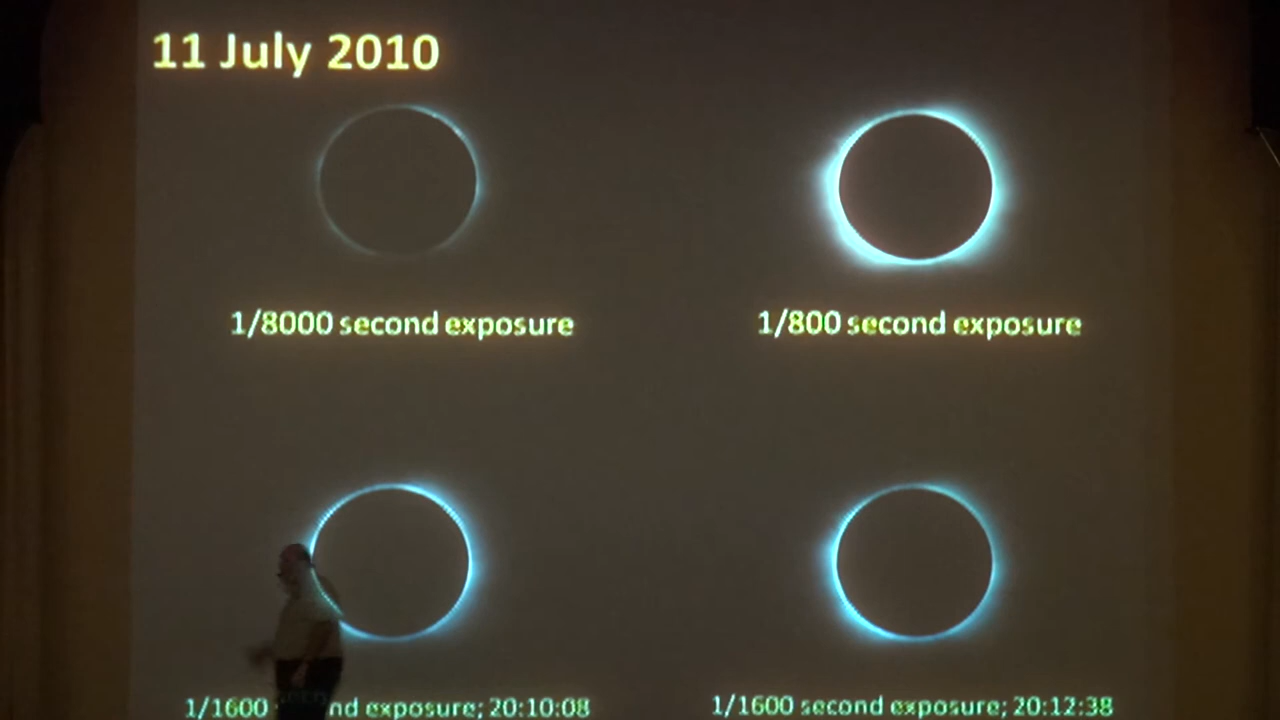 11 July 2010
1/8000 second exposure
1/800 second exposure
1/1600 second exposure; 20:10:08
1/1600 second exposure; 20:12:38